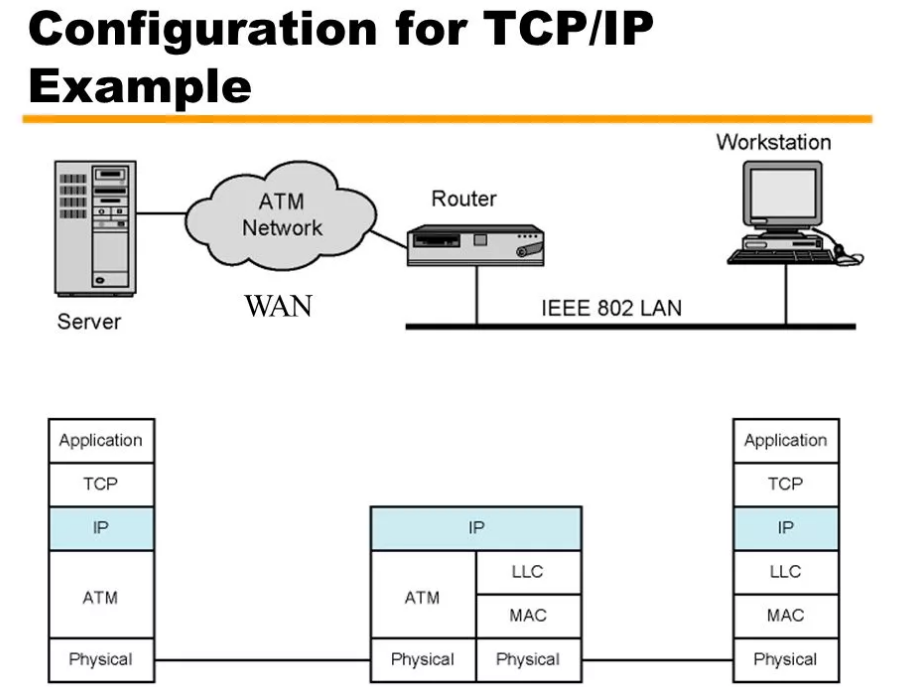 Configuration for TCP/IP
Example
Workstation
ATM
Network
Router
WAN
IEEE 802 LAN
Server
Application
TCP
IP
ATM
Physical
IP
ATM
LLC
MAC
Physical
Physical
Application
TCP
IP
LLC
MAC
Physical